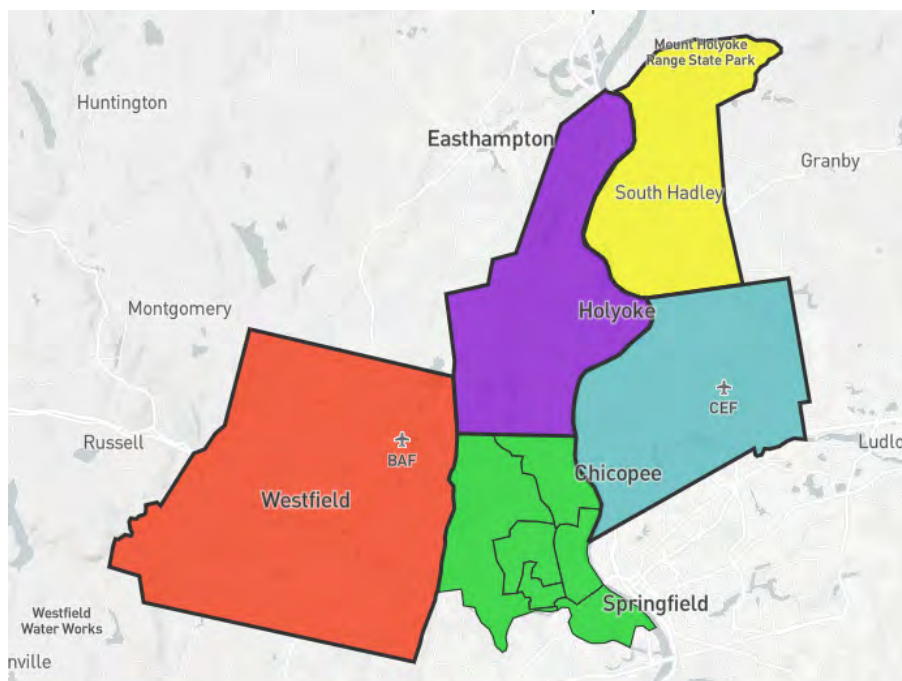 Mount Holyoke
Range State Park
Huntington
Easthampton
Granby
South Hadley
Montgomery
Holyoke
CEF
Russell
BAF
Ludlo
Chicopee
Westfield
Westfield
Water Works
Springfield
nville